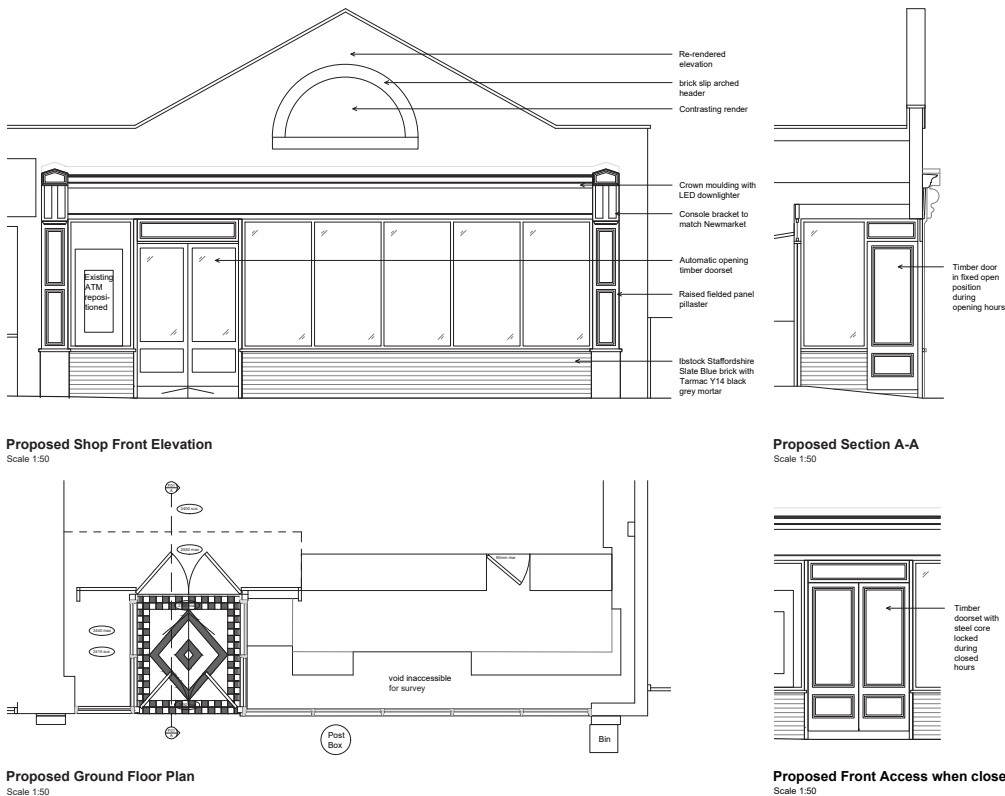 Re-rendered
elevation
brick slip arched
header
Contrasting render
Crown moulding with
LED downlighter
Console bracket to
match Newmarket
Automatic opening
timber doorset
Raised fielded panel
pillaster
Ibstock Staffordshire
Slate Blue brick with
Tarmac Y14 black
grey mortar
Existing
ATM
reposi-
tioned
Proposed Shop Front Elevation
Scale 1:50
Timber door
in fixed open
position
during
opening hours
Proposed Section A-A
Scale 1:50
void inaccessible
for survey
Post
Box
Bin
Proposed Ground Floor Plan
Scale 1:50
Timber
doorset with
steel core
locked
during
closed
hours
Proposed Front Access when close
Scale 1:50